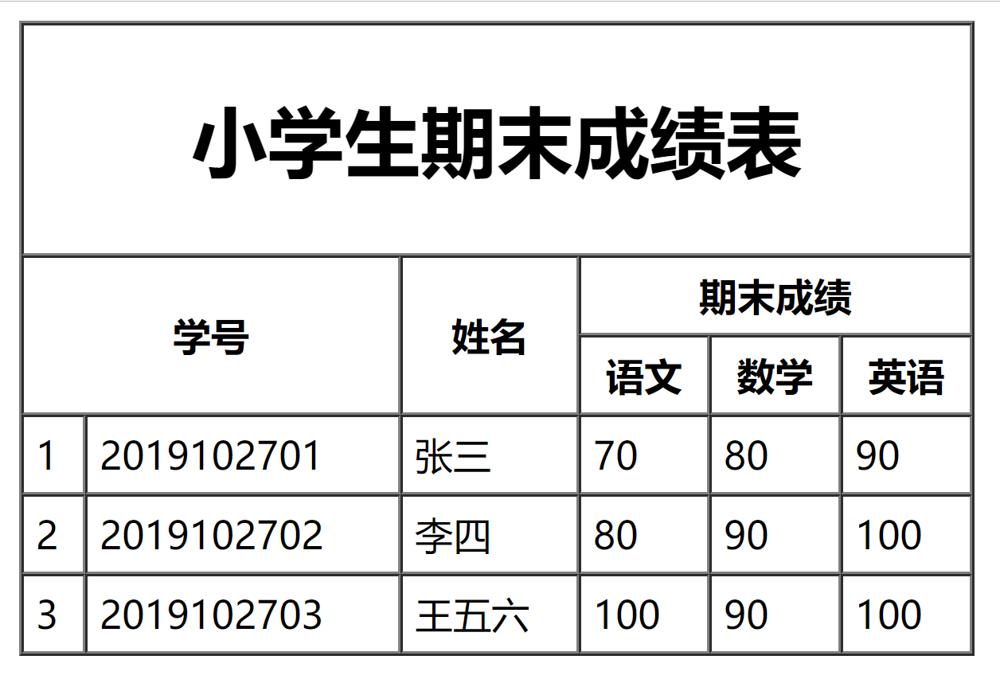 小学生期末成绩表
学号 姓名 期末成绩
语文 数学 英语
1 2019102701 张三 70 80 90
2 2019102702 李四 80 90 100
3 2019102703 王五六 100 90 100